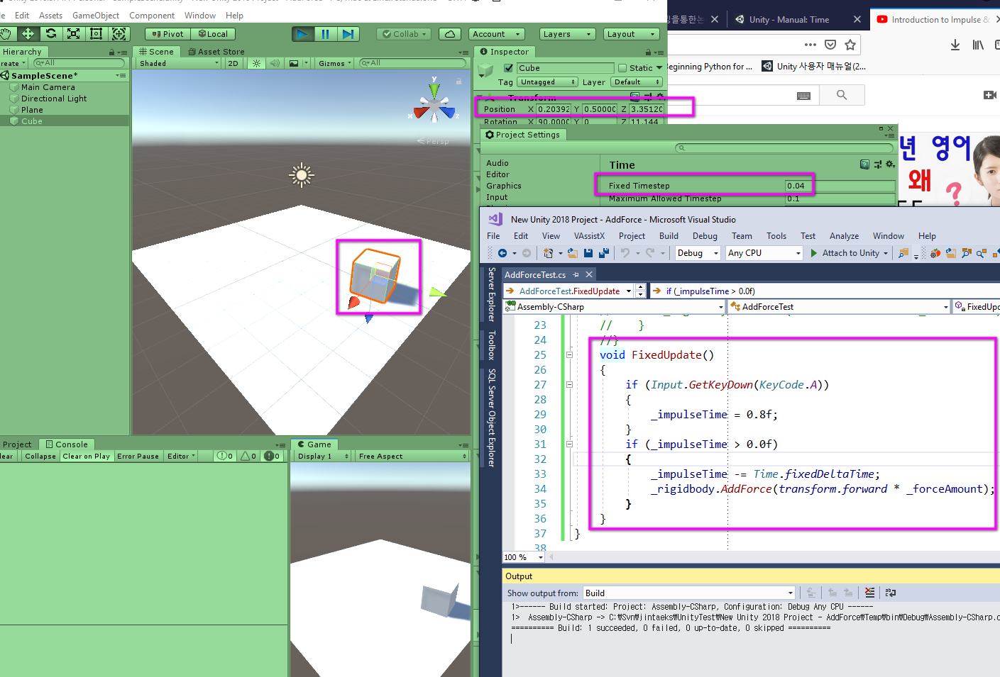 Edit Assets GameObject Component Window Help
Pivot Local Collab Account Layers Layout
Hierarchy
reate All
SampleScene*
Main Camera
Directional Light
Plane
Cube
Scene Asset Store
Shaded 2D Gizmos All
y
x z
Persp
Inspector
Cube Static
Tag Untagged Layer Default
Transform
Position X 0.20392 Y 0.50000 Z 3.35120
Rotation X 90.0000 Y 0 Z 11.144
Project Settings
Audio
Editor
Graphics
Input
Time
Fixed Timestep 0.04
Maximum Allowed Timestep 0.1
Unity - Manual: Time
Introduction to Impulse &
Beginning Python for ... Unity 사용자 매뉴얼(2...
년 영어
왜
?
New Unity 2018 Project - AddForce - Microsoft Visual Studio
File Edit View VAssistX Project Build Debug Team Tools Test Analyze Window Help
Debug Any CPU Attach to Unity
Server Explorer
Toolbox
SQL Server Object Explorer
AddForceTest.cs
AddForceTest.FixedUpdate if (_impulseTime > 0.0f)
Assembly-CSharp AddForceTest FixedUpd
23 // }
24 //}
25 void FixedUpdate()
26 {
27 if (Input.GetKeyDown(KeyCode.A))
28 {
29 _impulseTime = 0.8f;
30 }
31 if (_impulseTime > 0.0f)
32 {
33 _impulseTime -= Time.fixedDeltaTime;
34 _rigidbody.AddForce(transform.forward * _forceAmount);
35 }
36 }
37 }
38
100 %
Output
Show output from: Build
1>------ Build started: Project: Assembly-CSharp, Configuration: Debug Any CPU ------
1> Assembly-CSharp -> C:₩Svn₩jintaeks₩UnityTest₩New Unity 2018 Project - AddForce₩Temp₩bin₩Debug₩Assembly-CSharp.
========== Build: 1 succeeded, 0 failed, 0 up-to-date, 0 skipped ==========
Project Console
lear Collapse Clear on Play Error Pause Editor 0 0 0
Game
Display 1 Free Aspect